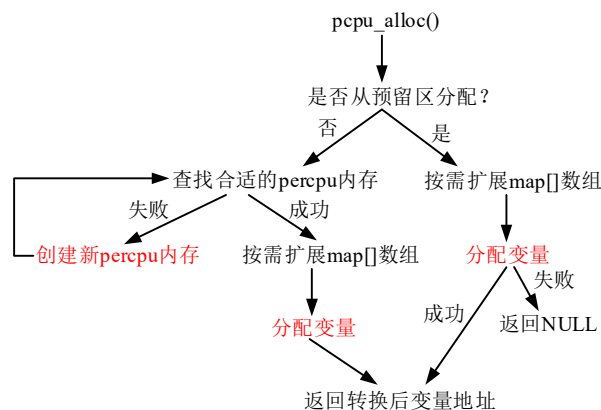 pcpu_alloc()
是否从预留区分配？
否
是
查找合适的percpu内存
按需扩展map[]数组
失败
成功
创建新percpu内存
按需扩展map[]数组
分配变量
失败
成功
返回NULL
分配变量
返回转换后变量地址